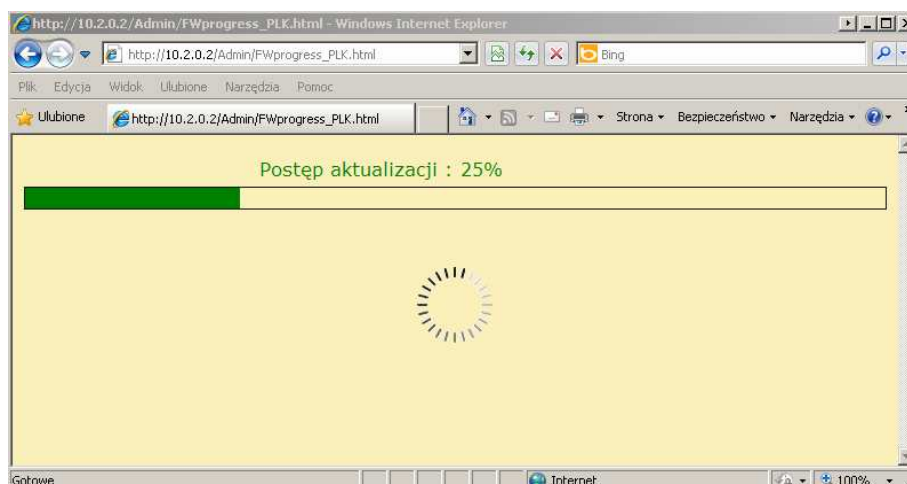 http://10.2.0.2/Admin/FWprogress_PLK.html - Windows Internet Explorer
http://10.2.0.2/Admin/FWprogress_PLK.html Bing
Plik Edycja Widok Ulubione Narzędzia Pomoc
Ulubione http://10.2.0.2/Admin/FWprogress_PLK.html Strona Bezpieczeństwo Narzędzia
Postęp aktualizacji : 25%
Gotowe Internet 100%